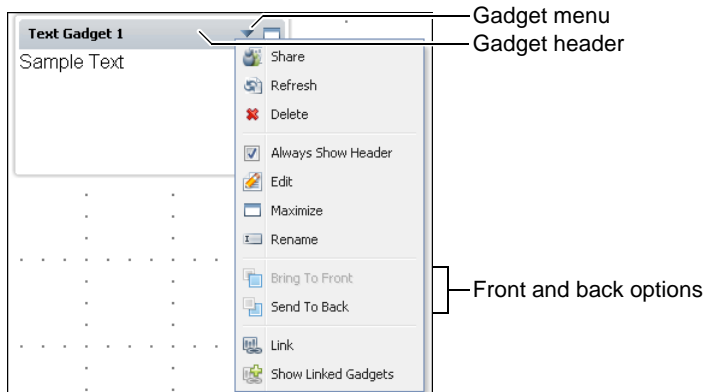 Gadget menu
Text Gadget 1
Gadget header
Sample Text
Share
Refresh
Delete
Always Show Header
Edit
Maximize
Rename
Bring To Front
Front and back options
Send To Back
Link
Show Linked Gadgets